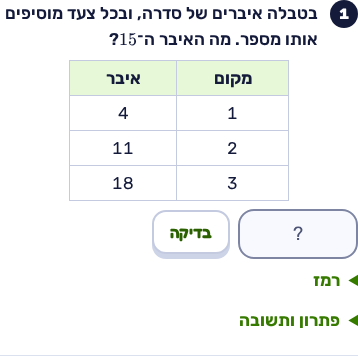 1
בטבלה איברים של סדרה, ובכל צעד מוסיפים
אותו מספר. מה האיבר ה־15?
מקום איבר
1 4
2 11
3 18
? בדיקה
רמז
פתרון ותשובה